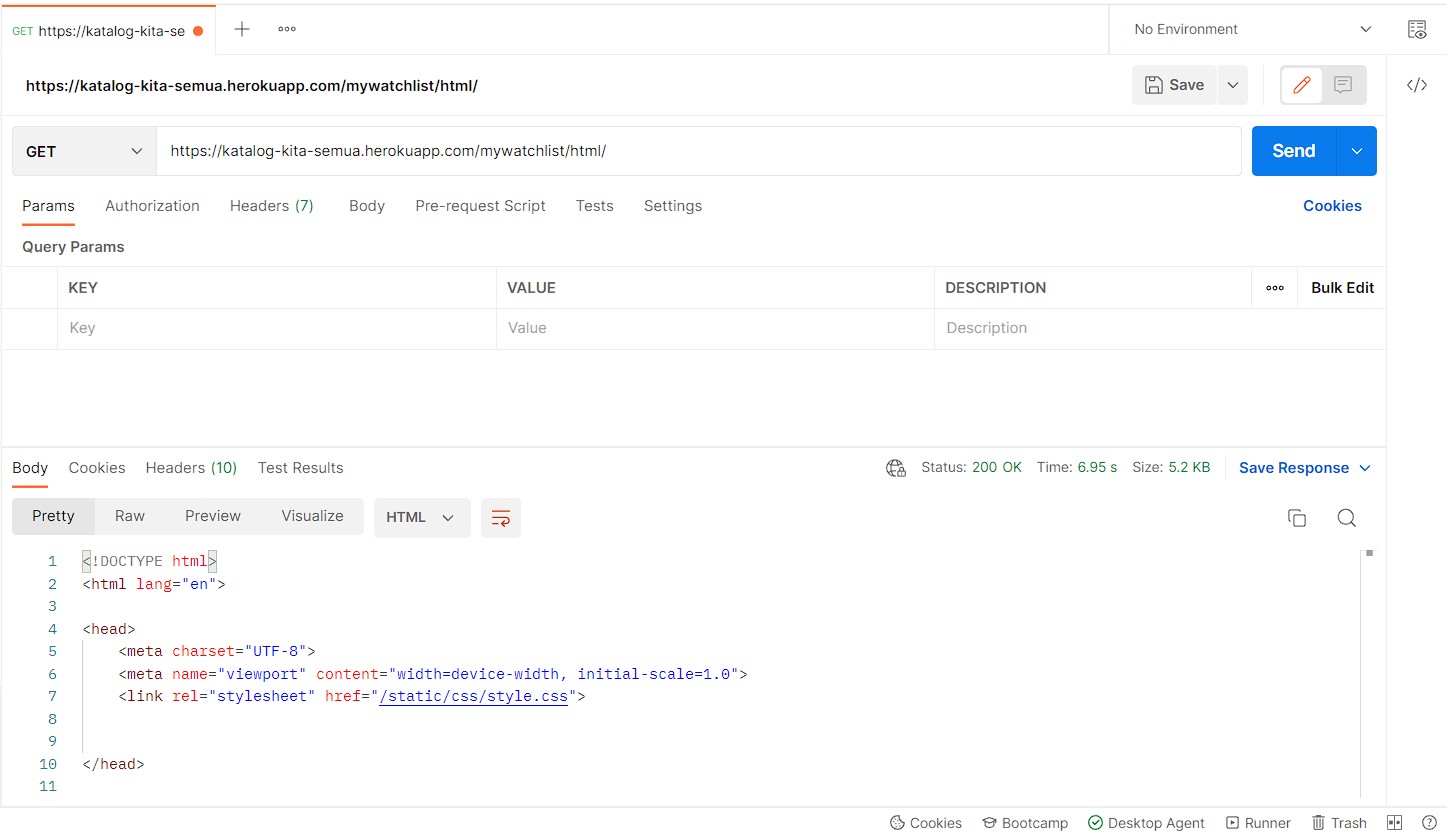 GET https://katalog-kita-se
No Environment
https://katalog-kita-semua.herokuapp.com/mywatchlist/html/
Save
GET
https://katalog-kita-semua.herokuapp.com/mywatchlist/html/
Send
Params Authorization Headers (7) Body Pre-request Script Tests Settings Cookies
Query Params
KEY VALUE DESCRIPTION Bulk Edit
Key Value Description
Body Cookies Headers (10) Test Results Status: 200 OK Time: 6.95 s Size: 5.2 KB Save Response
Pretty Raw Preview Visualize HTML
1 <!DOCTYPE html>
2 <html lang="en">
3
4 <head>
5 <meta charset="UTF-8">
6 <meta name="viewport" content="width=device-width, initial-scale=1.0">
7 <link rel="stylesheet" href="/static/css/style.css">
8
9
10 </head>
11
Cookies Bootcamp Desktop Agent Runner Trash